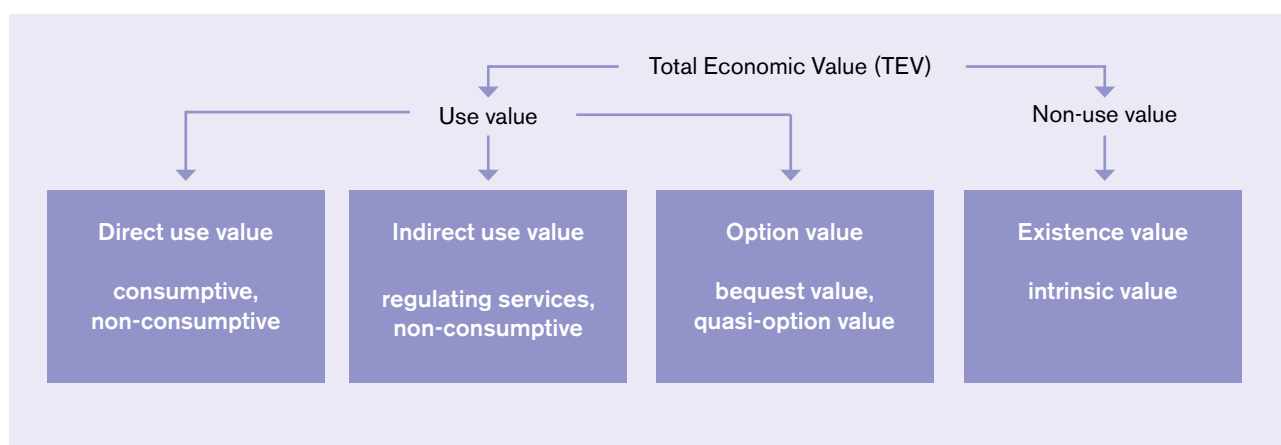 Total Economic Value (TEV)
Use value
Non-use value
Direct use value
consumptive,
non-consumptive
Indirect use value
regulating services,
non-consumptive
Option value
bequest value,
quasi-option value
Existence value
intrinsic value